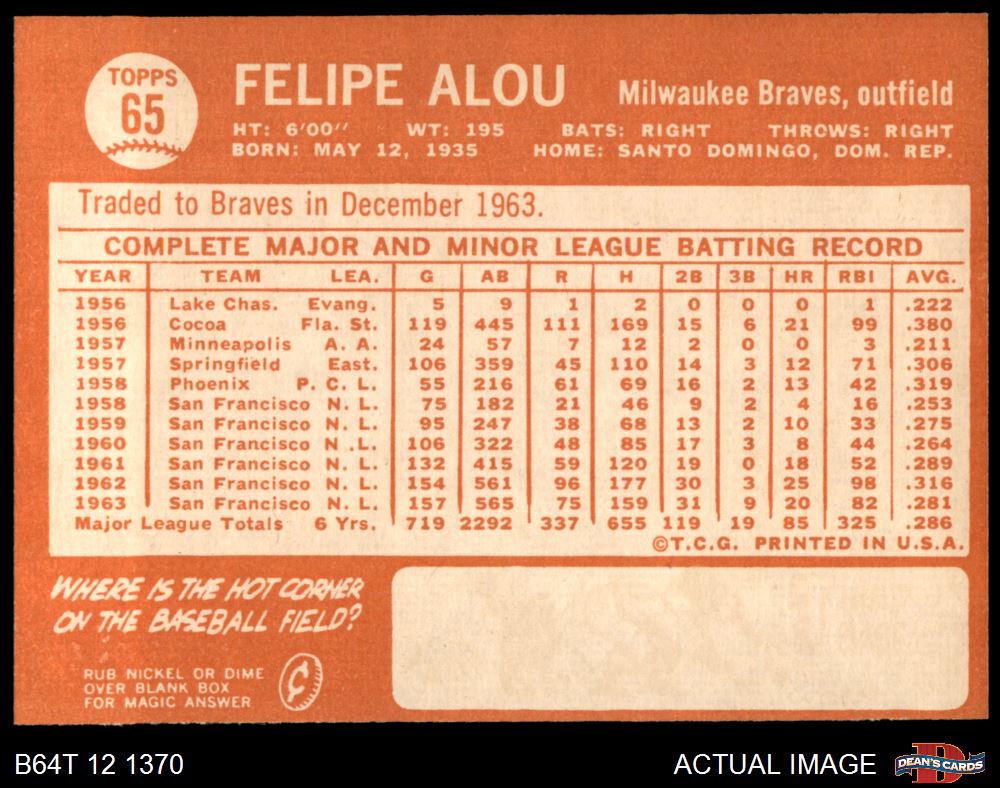 TOPPS
65
FELIPE ALOU
Milwaukee Braves, outfield
HT: 6'00" WT: 195 BATS: RIGHT THROWS: RIGHT
BORN: MAY 12, 1935 HOME: SANTO DOMINGO, DOM. REP.
Traded to Braves in December 1963.
COMPLETE MAJOR AND MINOR LEAGUE BATTING RECORD
YEAR TEAM LEA. G AB R H 2B 3B HR RBI AVG.
1956 Lake Chas. Evang. 5 9 1 2 0 0 0 1 .222
1956 Cocoa Fla. St. 119 445 111 169 15 6 21 99 .380
1957 Minneapolis A. A. 24 57 7 12 2 0 0 3 .211
1957 Springfield East. 106 359 45 110 14 3 12 71 .306
1958 Phoenix P. C. L. 55 216 61 69 16 2 13 42 .319
1958 San Francisco N. L. 75 182 21 46 9 2 4 16 .253
1959 San Francisco N. L. 95 247 38 68 13 2 10 33 .275
1960 San Francisco N. L. 106 322 48 85 17 3 8 44 .264
1961 San Francisco N. L. 132 415 59 120 19 0 18 52 .289
1962 San Francisco N. L. 154 561 96 177 30 3 25 98 .316
1963 San Francisco N. L. 157 565 75 159 31 9 20 82 .281
Major League Totals 6 Yrs. 719 2292 337 655 119 19 85 325 .286
©T.C.G. PRINTED IN U.S.A.
WHERE IS THE HOT CORNER
ON THE BASEBALL FIELD?
RUB NICKEL OR DIME
OVER BLANK BOX
FOR MAGIC ANSWER
¢
B64T 12 1370
ACTUAL IMAGE
D
DEAN'S CARDS